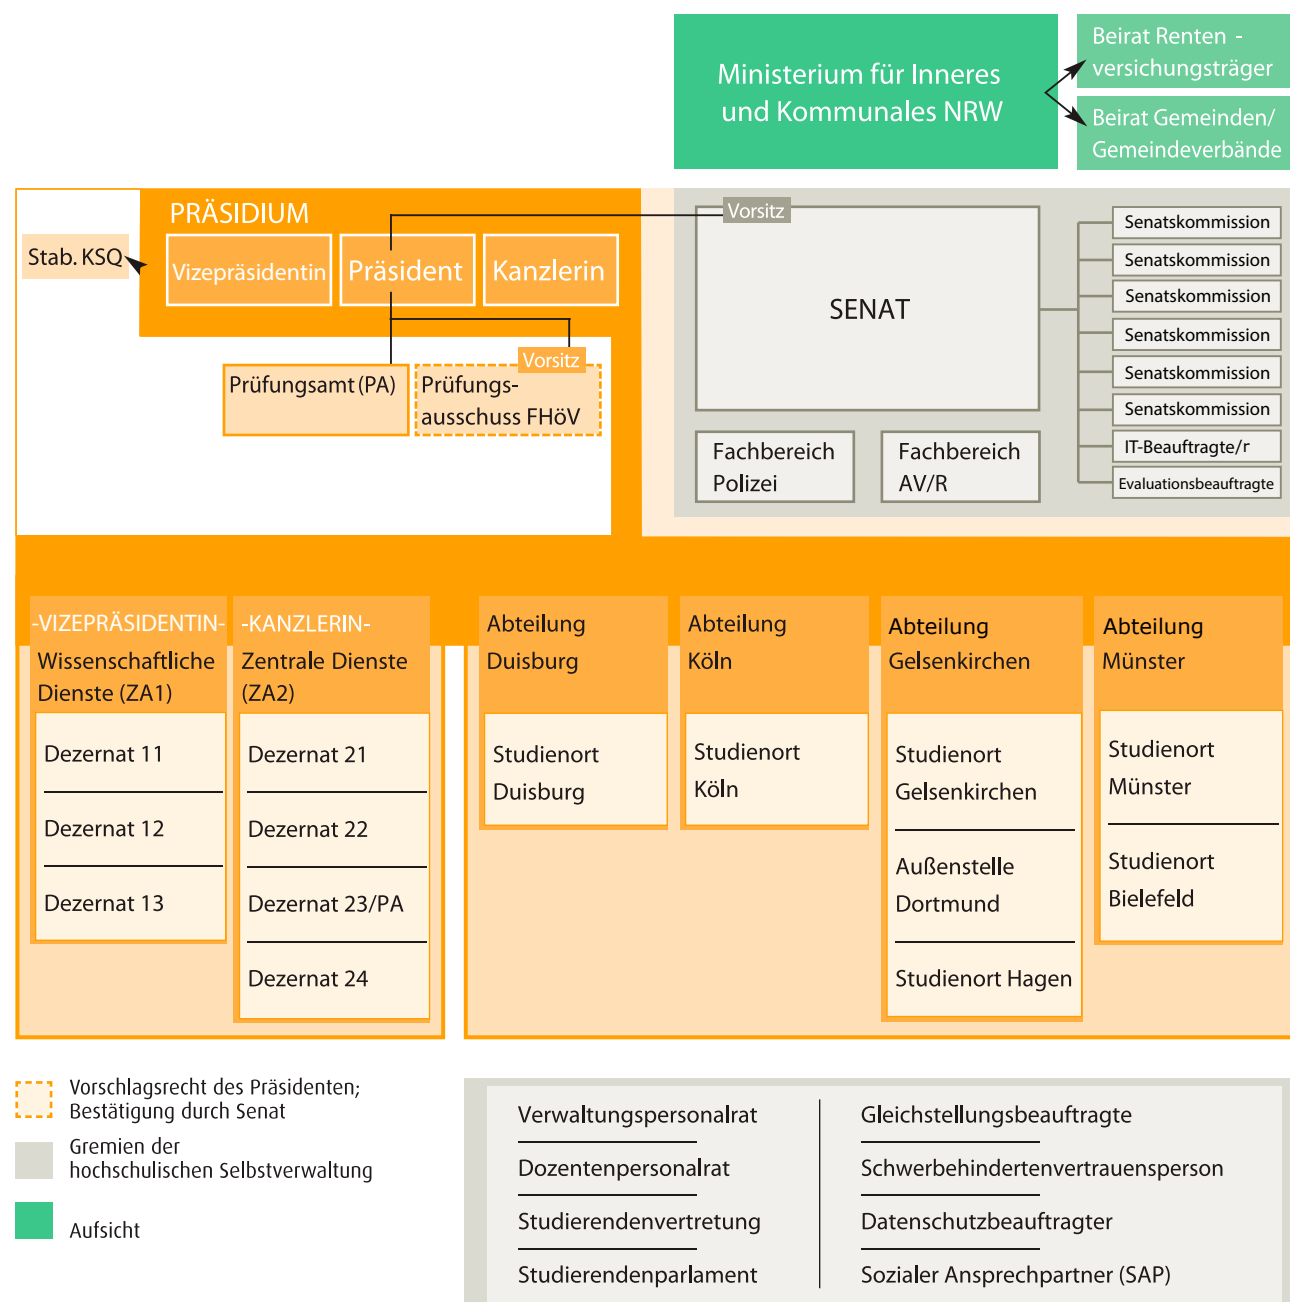 Ministerium für Inneres
und Kommunales NRW
Beirat Renten -
versichungsträger
Beirat Gemeinden/
Gemeindeverbände
PRÄSIDIUM
Stab. KSQ
Vizepräsidentin
Präsident
Kanzlerin
Prüfungsamt (PA)
Vorsitz
Prüfungs-
ausschuss FHöV
Vorsitz
SENAT
Senatskommission
Senatskommission
Senatskommission
Senatskommission
Senatskommission
Senatskommission
IT-Beauftragte/r
Evaluationsbeauftragte
Fachbereich
Polizei
Fachbereich
AV/R
-VIZEPRÄSIDENTIN-
Wissenschaftliche
Dienste (ZA1)
Dezernat 11
Dezernat 12
Dezernat 13
-KANZLERIN-
Zentrale Dienste
(ZA2)
Dezernat 21
Dezernat 22
Dezernat 23/PA
Dezernat 24
Abteilung
Duisburg
Studienort
Duisburg
Abteilung
Köln
Studienort
Köln
Abteilung
Gelsenkirchen
Studienort
Gelsenkirchen
Außenstelle
Dortmund
Studienort Hagen
Abteilung
Münster
Studienort
Münster
Studienort
Bielefeld
Vorschlagsrecht des Präsidenten;
Bestätigung durch Senat
Gremien der
hochschulischen Selbstverwaltung
Aufsicht
Verwaltungspersonalrat
Dozentenpersonalrat
Studierendenvertretung
Studierendenparlament
Gleichstellungsbeauftragte
Schwerbehindertenvertrauensperson
Datenschutzbeauftragter
Sozialer Ansprechpartner (SAP)